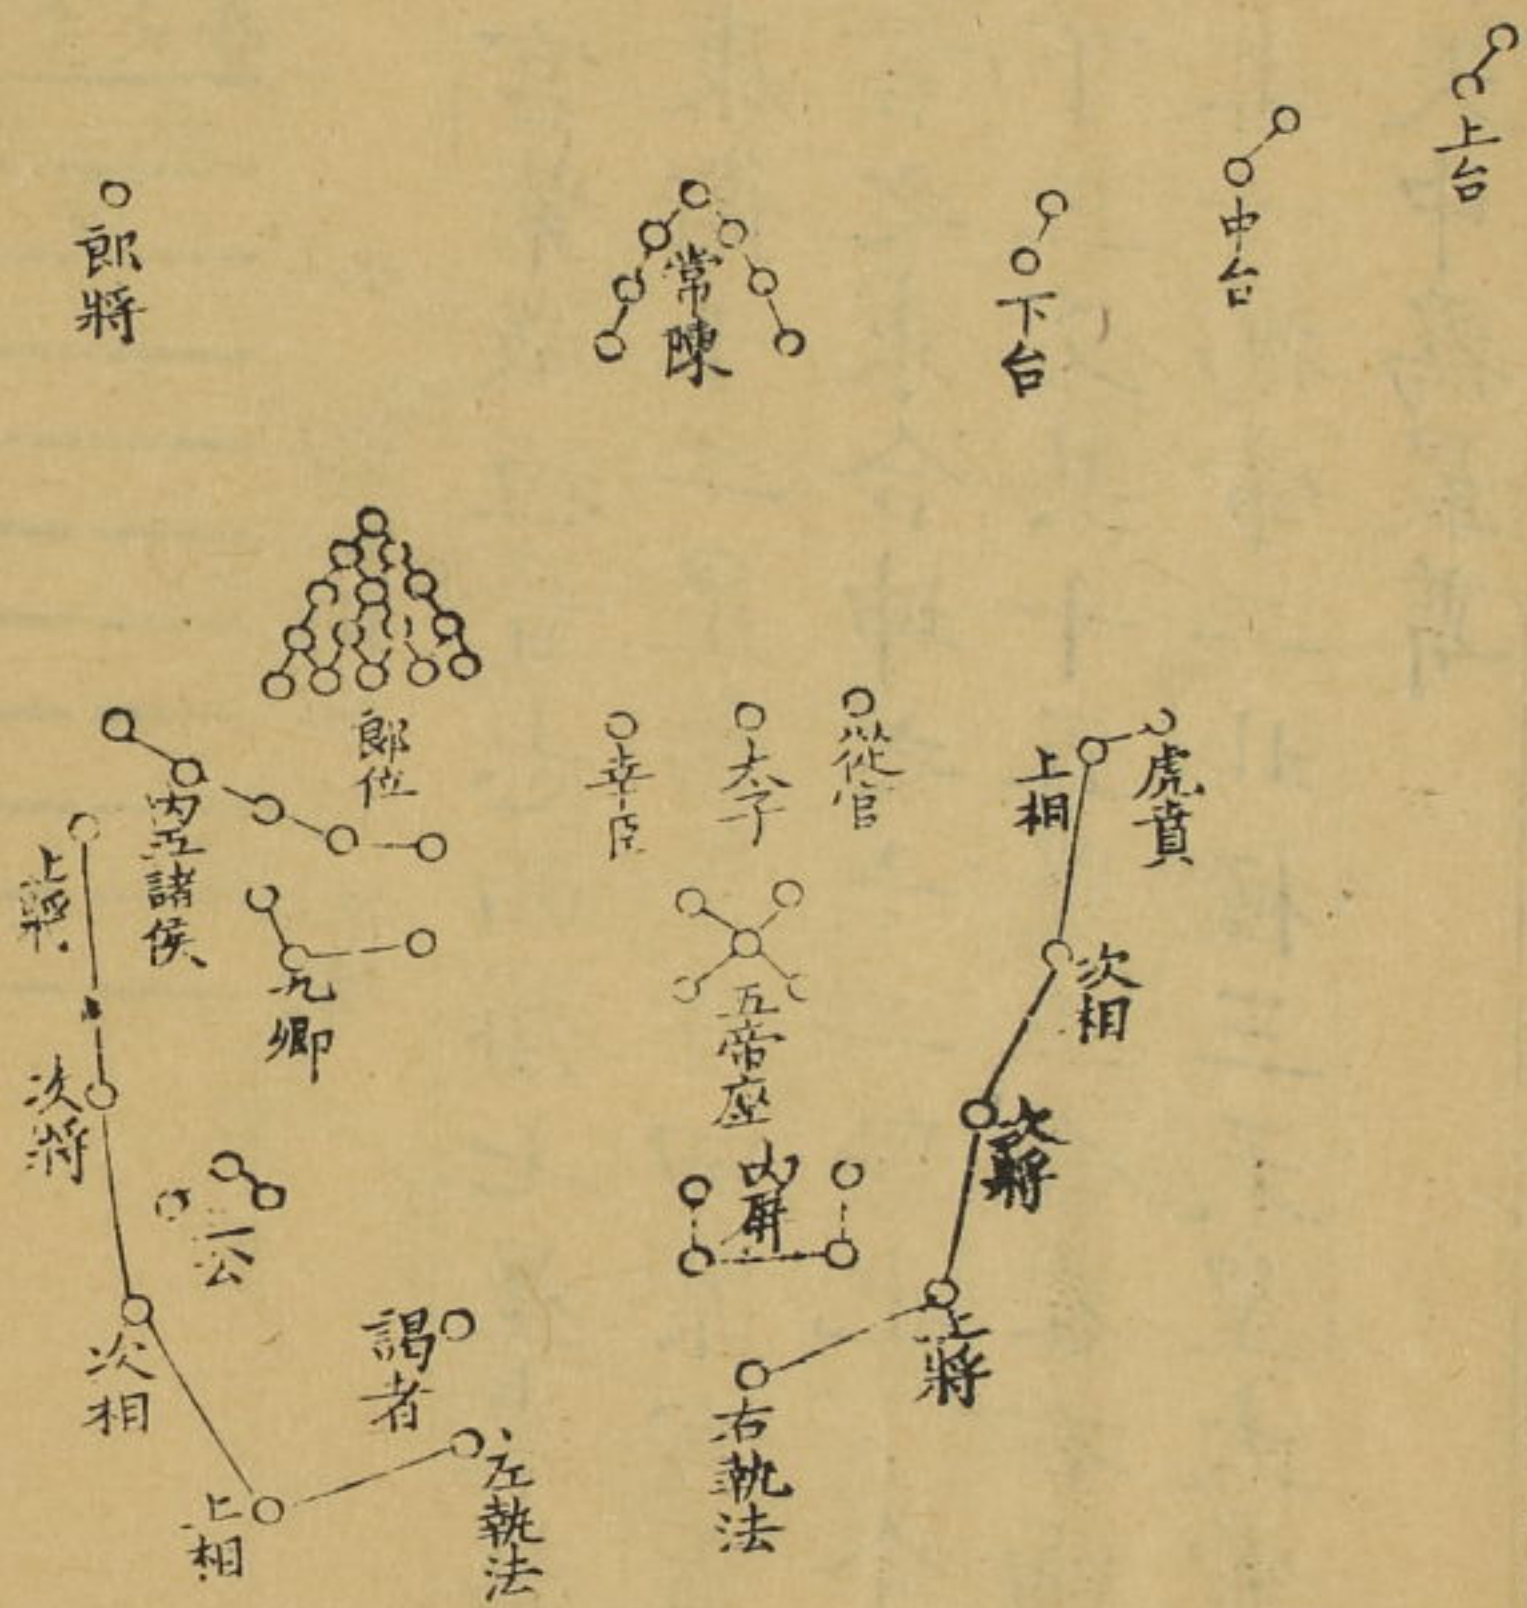 上台
中台
下台
常陳
郎將
郎位
虎賁
上相
從官
太子
幸臣
內五諸侯
上將
次相
九卿
五帝座
次將
內屏
次將
三公
上將
謁者
次相
右執法
左執法
上相